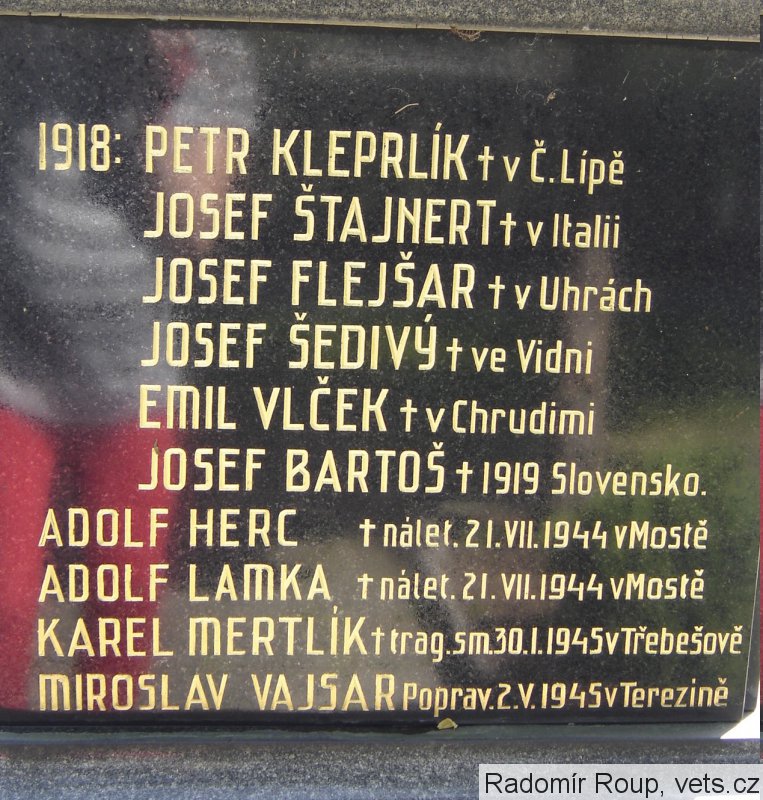 1918: PETR KLEPRLÍK † v Č. Lípě
JOSEF ŠTAJNERT † v Italii
JOSEF FLEJŠAR † v Uhrách
JOSEF ŠEDIVÝ † ve Vidni
EMIL VLČEK † v Chrudimi
JOSEF BARTOŠ † 1919 Slovensko.
ADOLF HERC † nálet. 21. VII. 1944 v Mostě
ADOLF LAMKA † nálet. 21. VII. 1944 v Mostě
KAREL MERTLÍK † trag. sm. 30. I. 1945 v Třebešově
MIROSLAV VAJSAR Poprav. 2. V. 1945 v Terezině
Radomír Roup, vets.cz